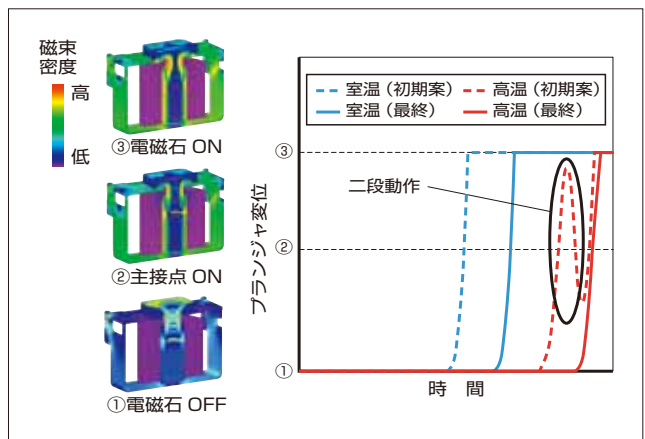 磁束
密度
高
低
③電磁石 ON
②主接点 ON
①電磁石 OFF
室温（初期案）
高温（初期案）
室温（最終）
高温（最終）
③
二段動作
②
①
プランジャ変位
時 間